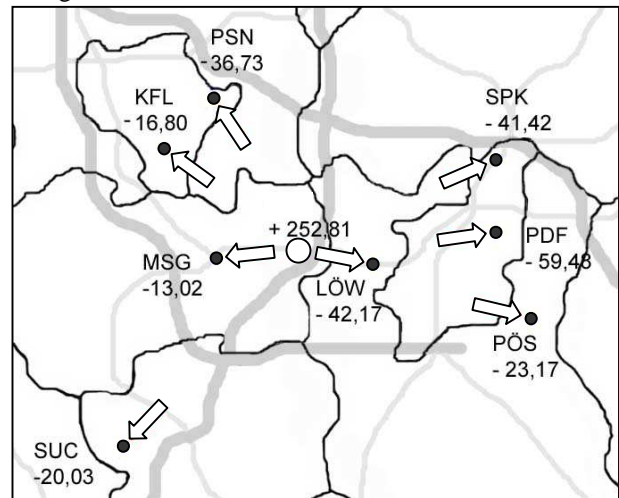 PSN
-36,73
KFL
-16,80
SPK
- 41,42
+ 252,81
PDF
- 59,48
MSG
-13,02
LÖW
- 42,17
PÖS
- 23,17
SUC
-20,03